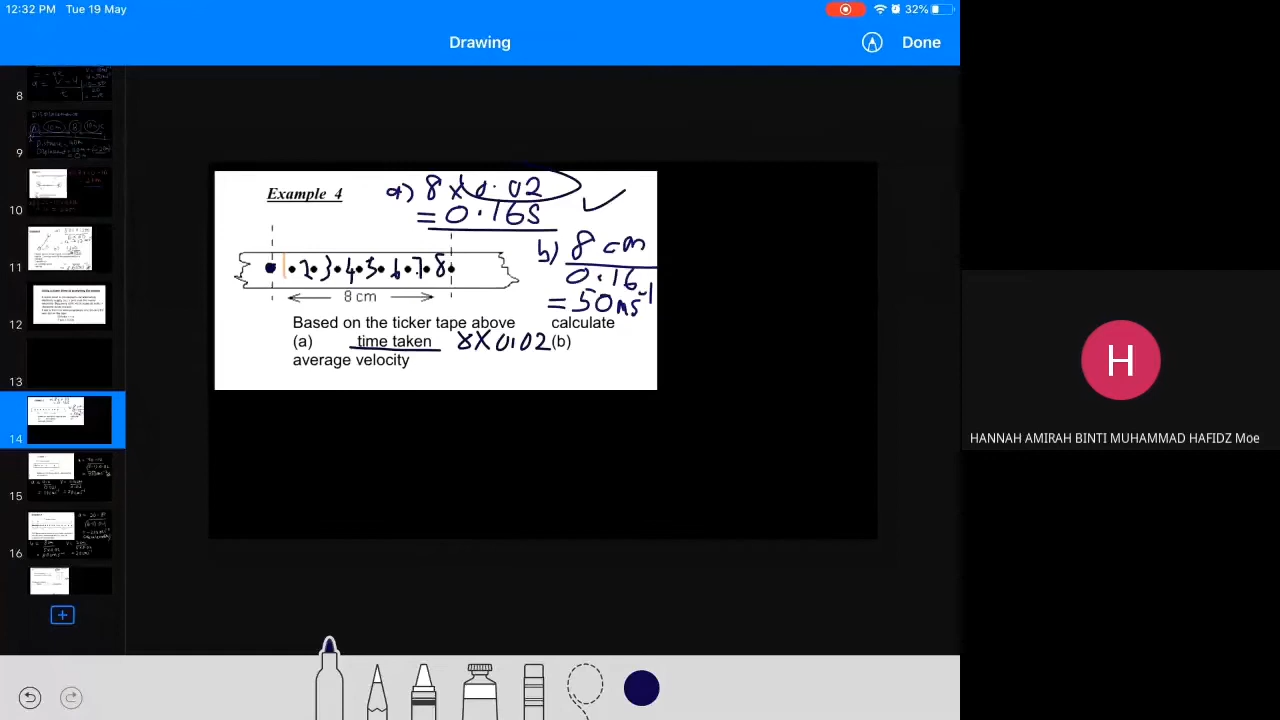 12:32 PM Tue 19 May
32%
Drawing
Done
8
9
10
11
12
13
14
15
16
Example 4
a) 8 x 0.02
= 0.16s
b) 8 cm
0.16
= 50 ms-1
1 2 3 4 5 6 7 8
8 cm
Based on the ticker tape above calculate
(a) time taken 8 x 0.02 (b)
average velocity
H
HANNAH AMIRAH BINTI MUHAMMAD HAFIDZ Moe